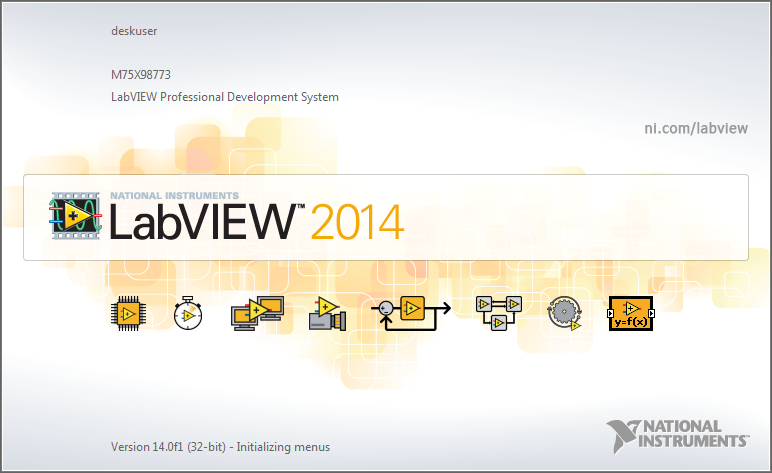 deskuser
M75X98773
LabVIEW Professional Development System
ni.com/labview
NATIONAL INSTRUMENTS
LabVIEW™ 2014
y=f(x)
Version 14.0f1 (32-bit) - Initializing menus
NATIONAL
INSTRUMENTS™